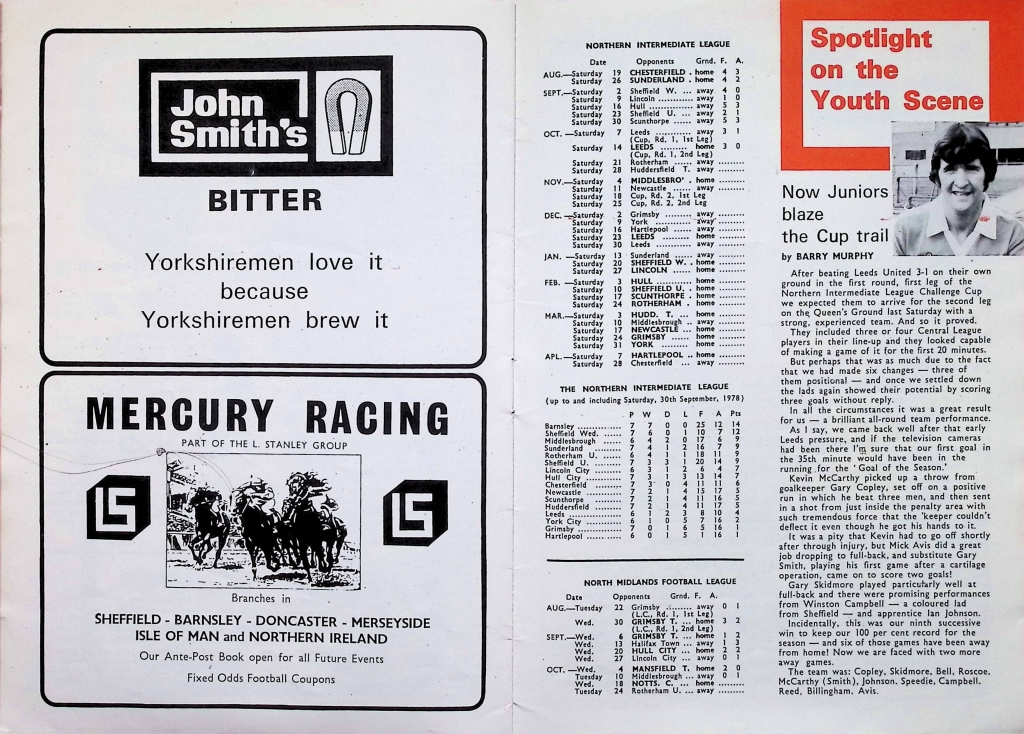 John
Smith's
BITTER
Yorkshiremen love it
because
Yorkshiremen brew it
MERCURY RACING
PART OF THE L. STANLEY GROUP
LS
LS
Branches in
SHEFFIELD - BARNSLEY - DONCASTER - MERSEYSIDE
ISLE OF MAN and NORTHERN IRELAND
Our Ante-Post Book open for all Future Events
Fixed Odds Football Coupons
NORTHERN INTERMEDIATE LEAGUE
Date Opponents Grnd. F. A.
AUG.—Saturday 19 CHESTERFIELD . home 4 3
Saturday 26 SUNDERLAND . home 4 2
SEPT.—Saturday 2 Sheffield W. ... away 4 0
Saturday 9 Lincoln ............ away 1 0
Saturday 16 Hull ................ away 5 3
Saturday 23 Sheffield U. ... away 2 1
Saturday 30 Scunthorpe ...... away 5 3
OCT. —Saturday 7 Leeds ............ away 3 1
(Cup, Rd. 1, 1st Leg)
Saturday 14 LEEDS ......... home 3 0
(Cup, Rd. 1, 2nd Leg)
Saturday 21 Rotherham ...... away .........
Saturday 28 Huddersfield T. away .........
NOV.—Saturday 4 MIDDLESBRO' . home .........
Saturday 11 Newcastle ...... away .........
Saturday 18 Cup, Rd. 2, 1st Leg
Saturday 25 Cup, Rd. 2, 2nd Leg
DEC. —Saturday 2 Grimsby ......... away .........
Saturday 9 York ............ away .........
Saturday 16 Hartlepool ...... away .........
Saturday 23 LEEDS ............ home .........
Saturday 30 Leeds ............ away .........
JAN. —Saturday 13 Sunderland ...... away .........
Saturday 20 SHEFFIELD W. . home .........
Saturday 27 LINCOLN ...... home .........
FEB. —Saturday 3 HULL ............ home .........
Saturday 10 SHEFFIELD U. . home .........
Saturday 17 SCUNTHORPE . home .........
Saturday 24 ROTHERHAM . home .........
MAR.—Saturday 3 HUDD. T. ... home .........
Saturday 10 Middlesbrough .. away .........
Saturday 17 NEWCASTLE ... home .........
Saturday 24 GRIMSBY ...... home .........
Saturday 31 YORK ............ home .........
APL.—Saturday 7 HARTLEPOOL .. home .........
Saturday 28 Chesterfield ... away .........
THE NORTHERN INTERMEDIATE LEAGUE
(up to and including Saturday, 30th September, 1978)
P W D L F A Pts
Barnsley .................. 7 7 0 0 25 12 14
Sheffield Wed. ......... 7 6 0 1 10 7 12
Middlesbrough ......... 6 4 2 0 17 6 9
Sunderland ............... 7 4 1 2 16 7 9
Rotherham U. ......... 6 4 1 1 18 11 9
Sheffield U. ............ 7 3 3 1 20 14 9
Lincoln City ............ 6 3 1 2 6 4 7
Hull City ............... 7 3 1 3 13 14 7
Chesterfield ............ 7 3 0 4 11 11 6
Newcastle ............... 7 2 1 4 15 17 5
Scunthorpe ............... 7 2 1 4 11 16 5
Huddersfield ............ 7 2 1 4 11 17 5
Leeds ..................... 6 1 2 3 8 10 4
York City ............... 6 1 0 5 7 16 2
Grimsby .................. 7 0 1 6 5 16 1
Hartlepool ............... 6 0 1 5 1 16 1
NORTH MIDLANDS FOOTBALL LEAGUE
Date Opponents Grnd. F. A.
AUG.—Tuesday 22 Grimsby ......... away 0 1
(L.C., Rd. 1, 1st Leg)
Wed. 30 GRIMSBY T. ... home 3 2
(L.C., Rd. 1, 2nd Leg)
SEPT.—Wed. 6 GRIMSBY T. ... home 1 2
Wed. 13 Halifax Town ... away 1 3
Wed. 20 HULL CITY ... home 2 2
Wed. 27 Lincoln City ... away 0 1
OCT. —Wed. 4 MANSFIELD T. home 2 0
Tuesday 10 Middlesbrough ... away 0 1
Wed. 18 NOTTS. C. ... home .........
Tuesday 24 Rotherham U. ... away .........
Spotlight
on the
Youth Scene
Now Juniors
blaze
the Cup trail
by BARRY MURPHY
After beating Leeds United 3-1 on their own
ground in the first round, first leg of the
Northern Intermediate League Challenge Cup
we expected them to arrive for the second leg
on the Queen's Ground last Saturday with a
strong, experienced team. And so it proved.
They included three or four Central League
players in their line-up and they looked capable
of making a game of it for the first 20 minutes.
But perhaps that was as much due to the fact
that we had made six changes — three of
them positional — and once we settled down
the lads again showed their potential by scoring
three goals without reply.
In all the circumstances it was a great result
for us — a brilliant all-round team performance.
As I say, we came back well after that early
Leeds pressure, and if the television cameras
had been there I'm sure that our first goal in
the 35th minute would have been in the
running for the ' Goal of the Season.'
Kevin McCarthy picked up a throw from
goalkeeper Gary Copley, set off on a positive
run in which he beat three men, and then sent
in a shot from just inside the penalty area with
such tremendous force that the 'keeper couldn't
deflect it even though he got his hands to it.
It was a pity that Kevin had to go off shortly
after through injury, but Mick Avis did a great
job dropping to full-back, and substitute Gary
Smith, playing his first game after a cartilage
operation, came on to score two goals!
Gary Skidmore played particularly well at
full-back and there were promising performances
from Winston Campbell — a coloured lad
from Sheffield — and apprentice Ian Johnson.
Incidentally, this was our ninth successive
win to keep our 100 per cent record for the
season — and six of those games have been away
from home! Now we are faced with two more
away games.
The team was: Copley, Skidmore, Bell, Roscoe,
McCarthy (Smith), Johnson, Speedie, Campbell,
Reed, Billingham, Avis.